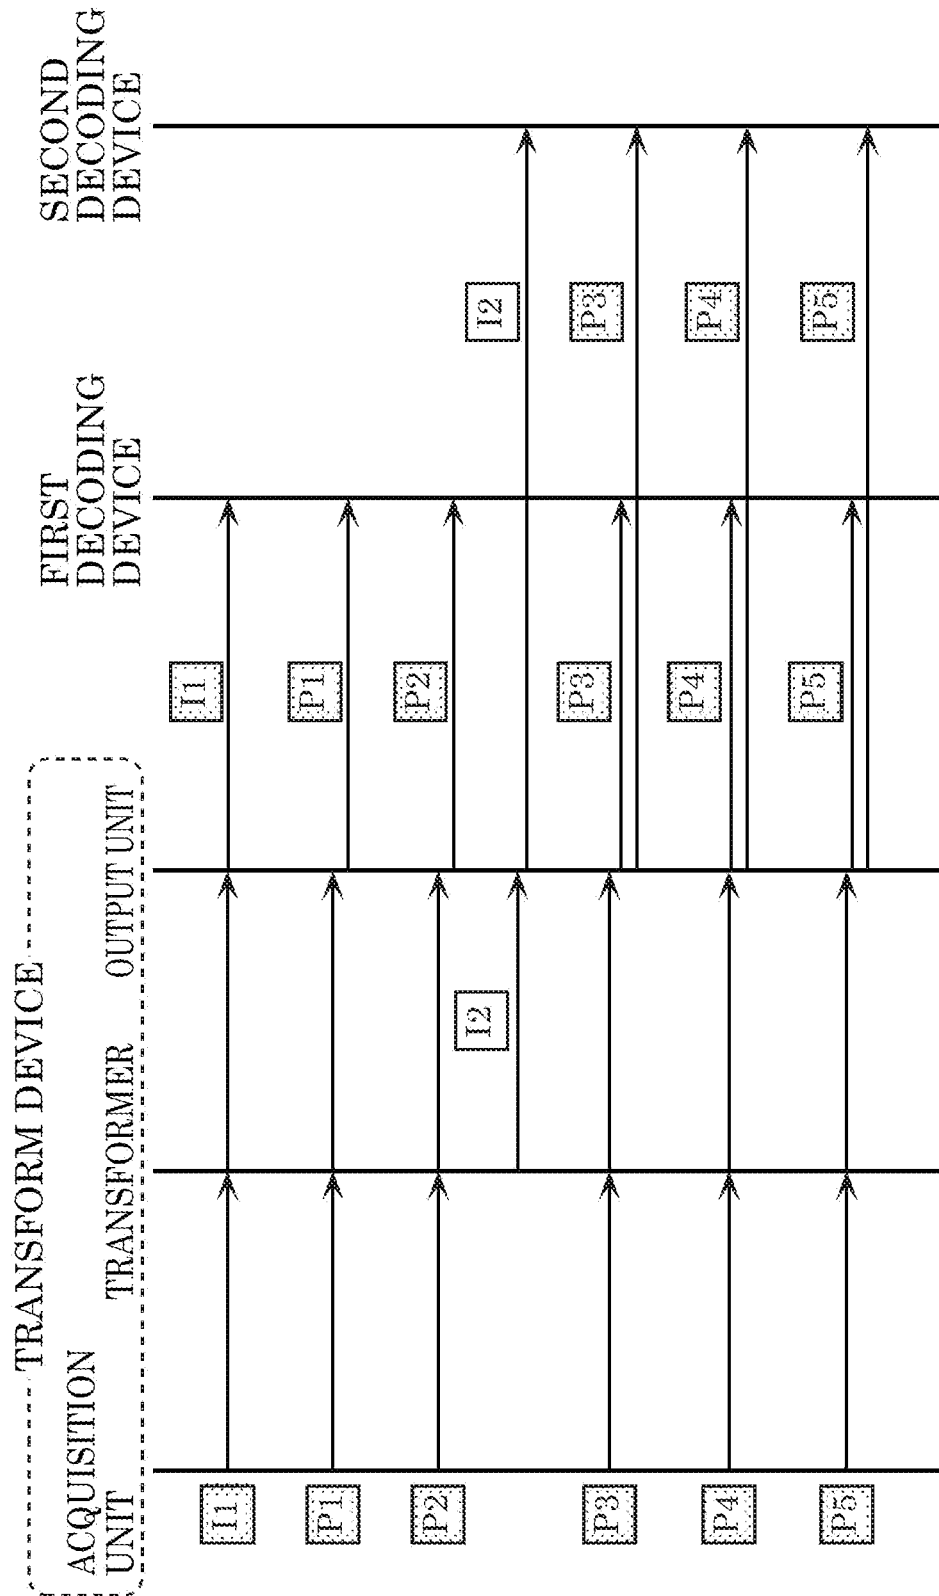 TRANSFORM DEVICE
ACQUISITION
UNIT
TRANSFORMER
OUTPUT UNIT
FIRST
DECODING
DEVICE
SECOND
DECODING
DEVICE
I1
I1
P1
P1
P2
P2
I2
I2
P3
P3
P3
P4
P4
P4
P5
P5
P5